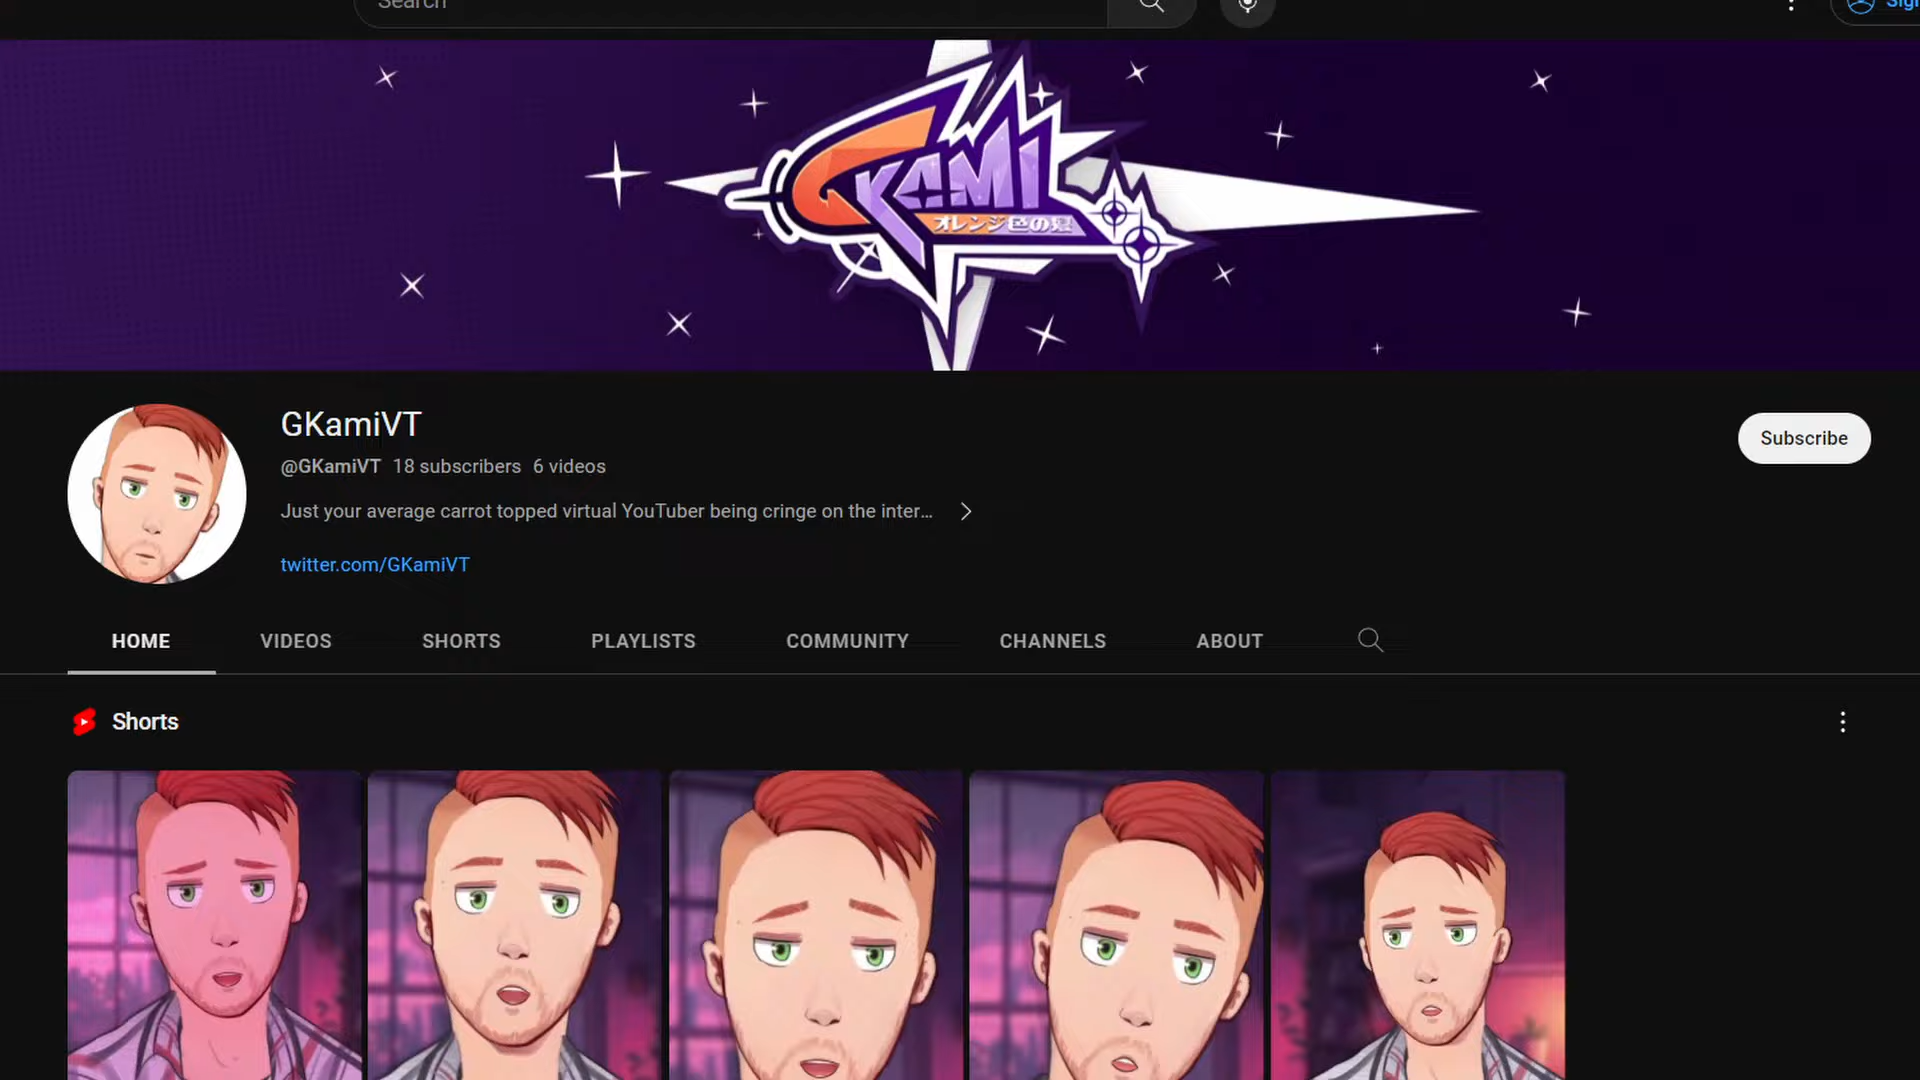 Search
Sign
GKAMI
オレンジ色の髪
GKamiVT
@GKamiVT 18 subscribers 6 videos
Subscribe
Just your average carrot topped virtual YouTuber being cringe on the inter...
twitter.com/GKamiVT
HOME VIDEOS SHORTS PLAYLISTS COMMUNITY CHANNELS ABOUT
Shorts